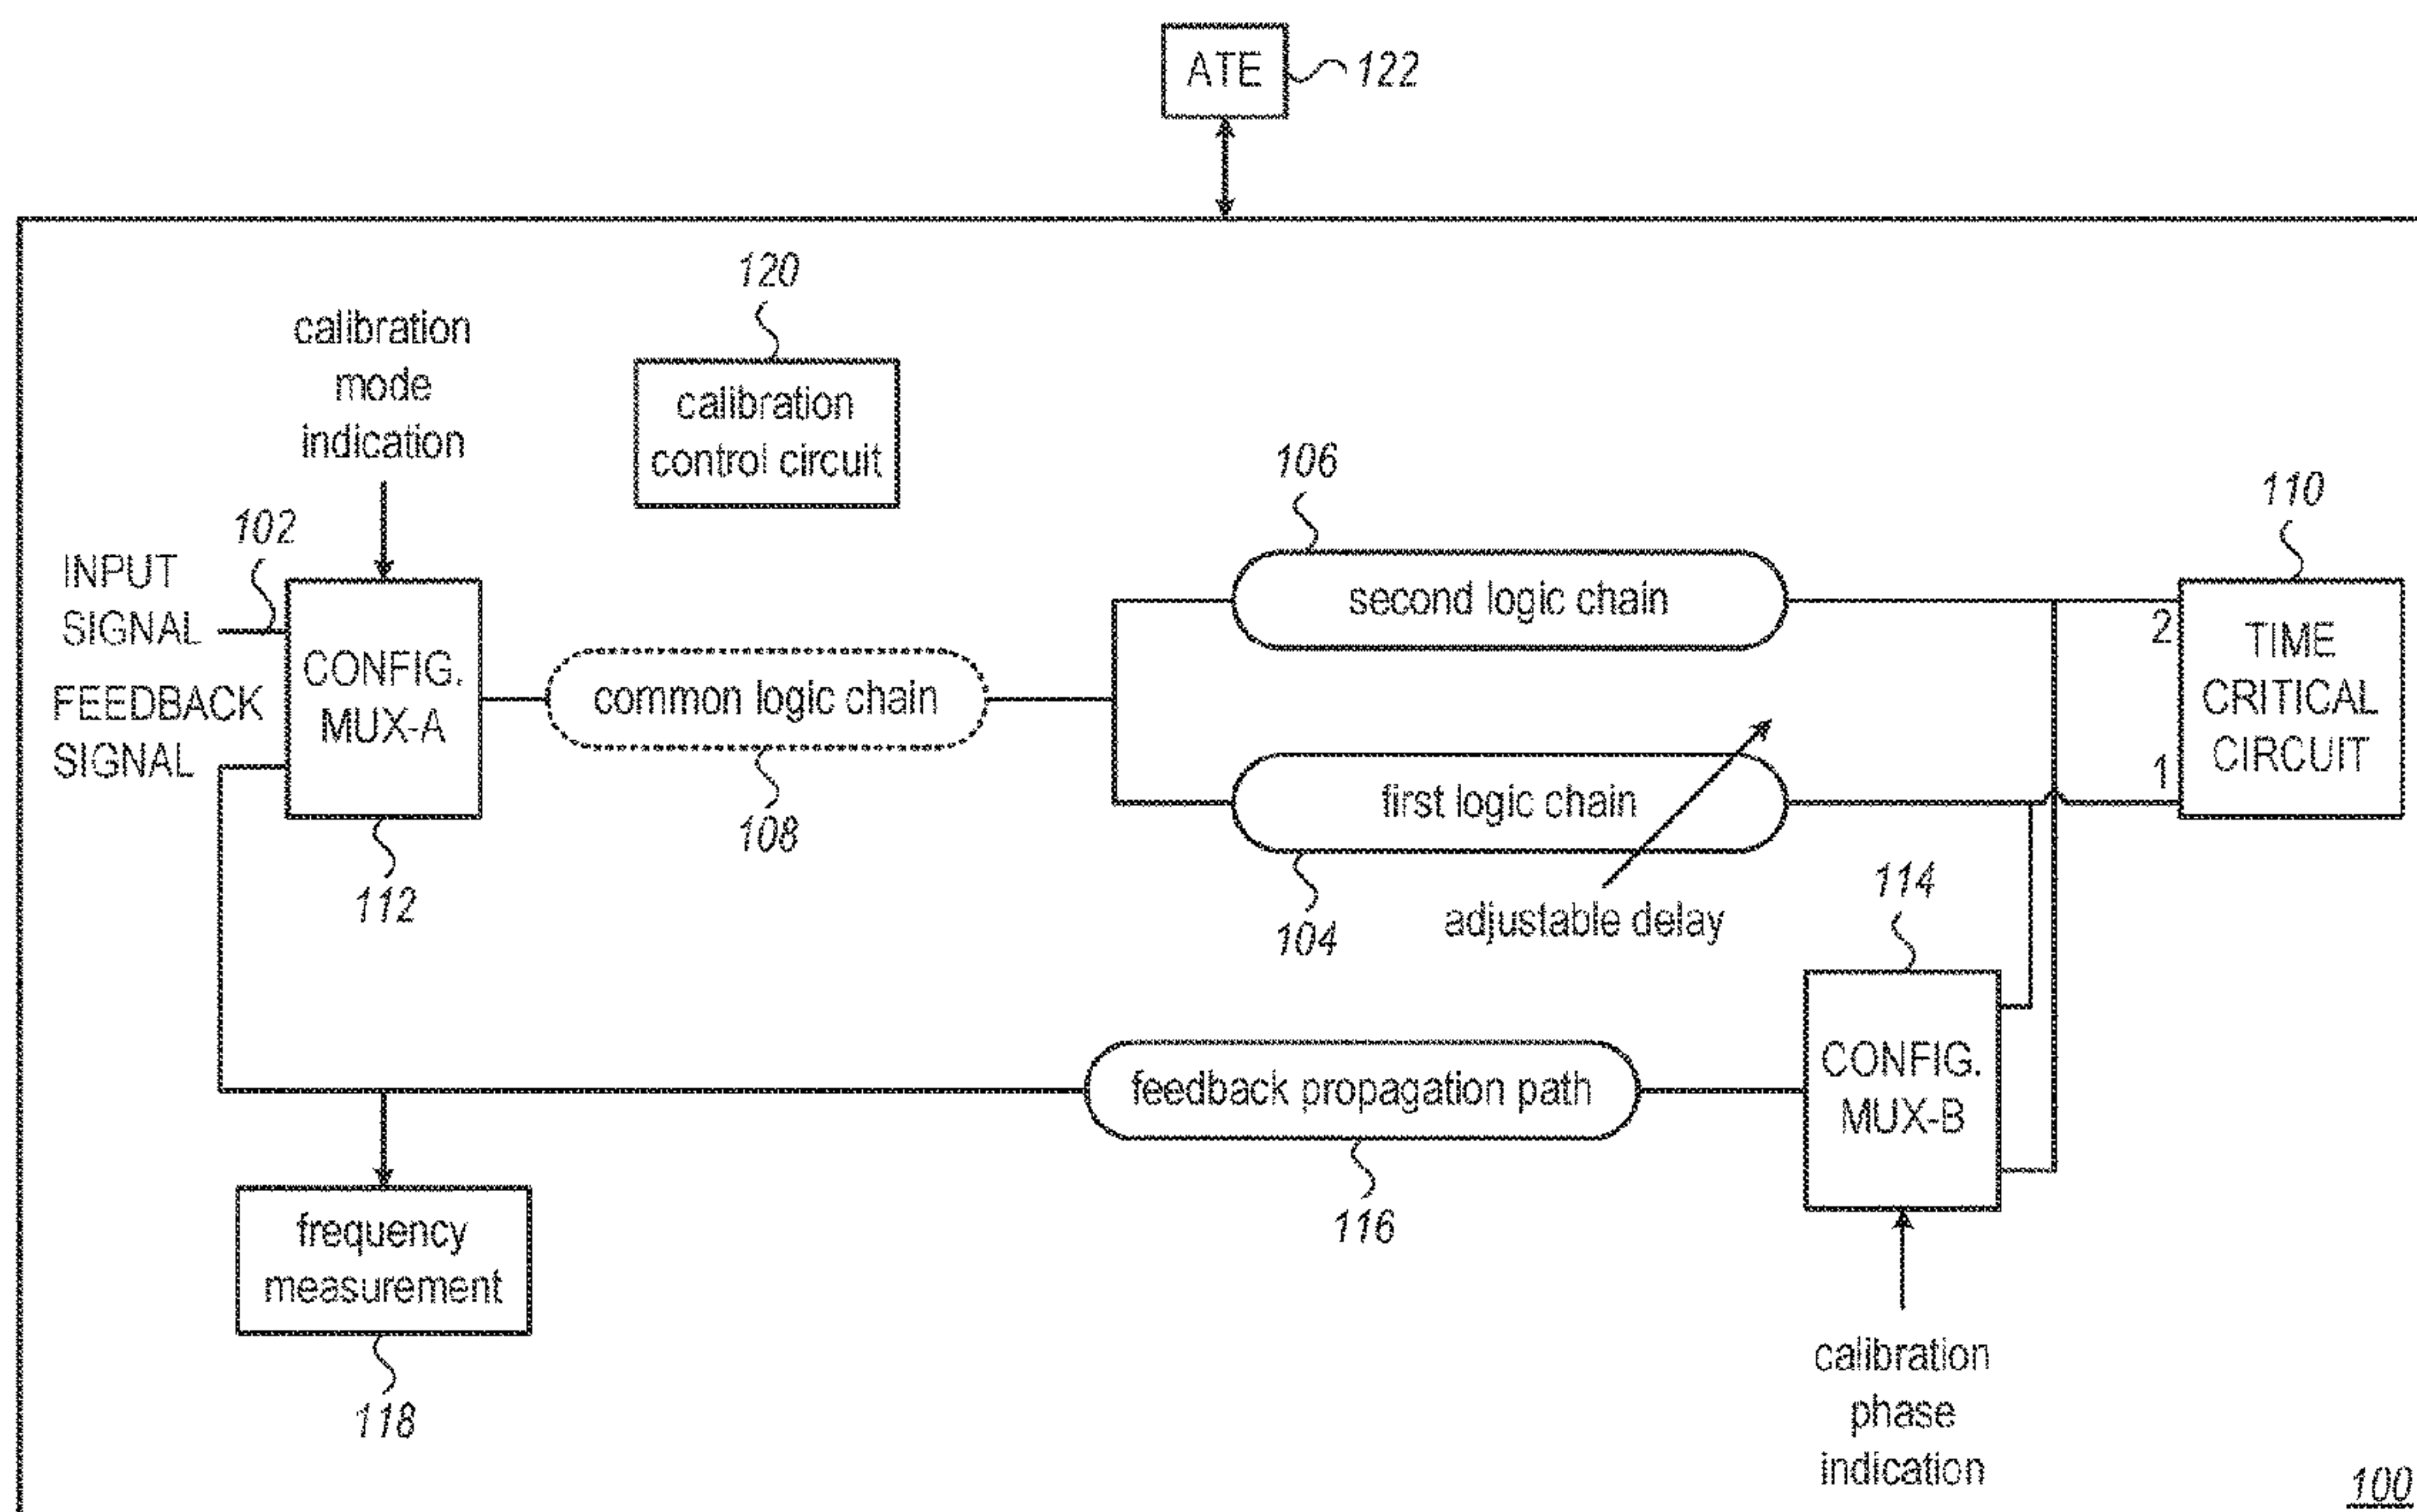 ATE
122
120
calibration
mode
indication
calibration
control circuit
102
INPUT
SIGNAL
FEEDBACK
SIGNAL
CONFIG.
MUX-A
112
common logic chain
108
106
second logic chain
first logic chain
104
adjustable delay
110
2
1
TIME
CRITICAL
CIRCUIT
114
CONFIG.
MUX-B
feedback propagation path
116
frequency
measurement
118
calibration
phase
indication
100